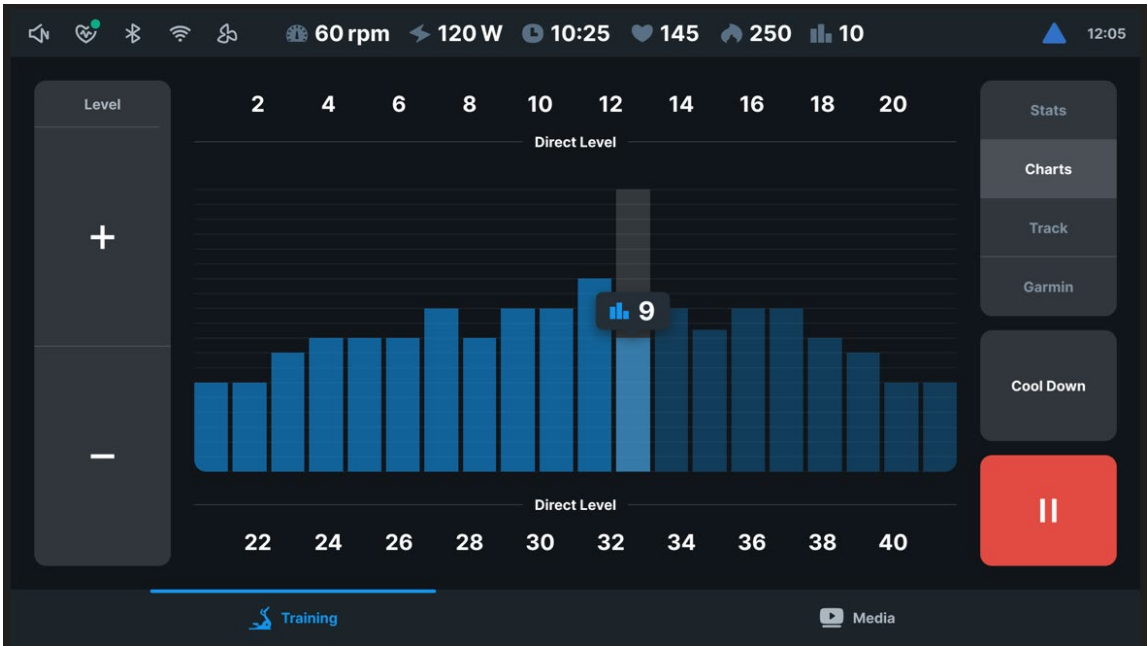 60 rpm 120 W 10:25 145 250 10 12:05
Level
2 4 6 8 10 12 14 16 18 20
Direct Level
9
Direct Level
22 24 26 28 30 32 34 36 38 40
Stats
Charts
Track
Garmin
Cool Down
Training
Media